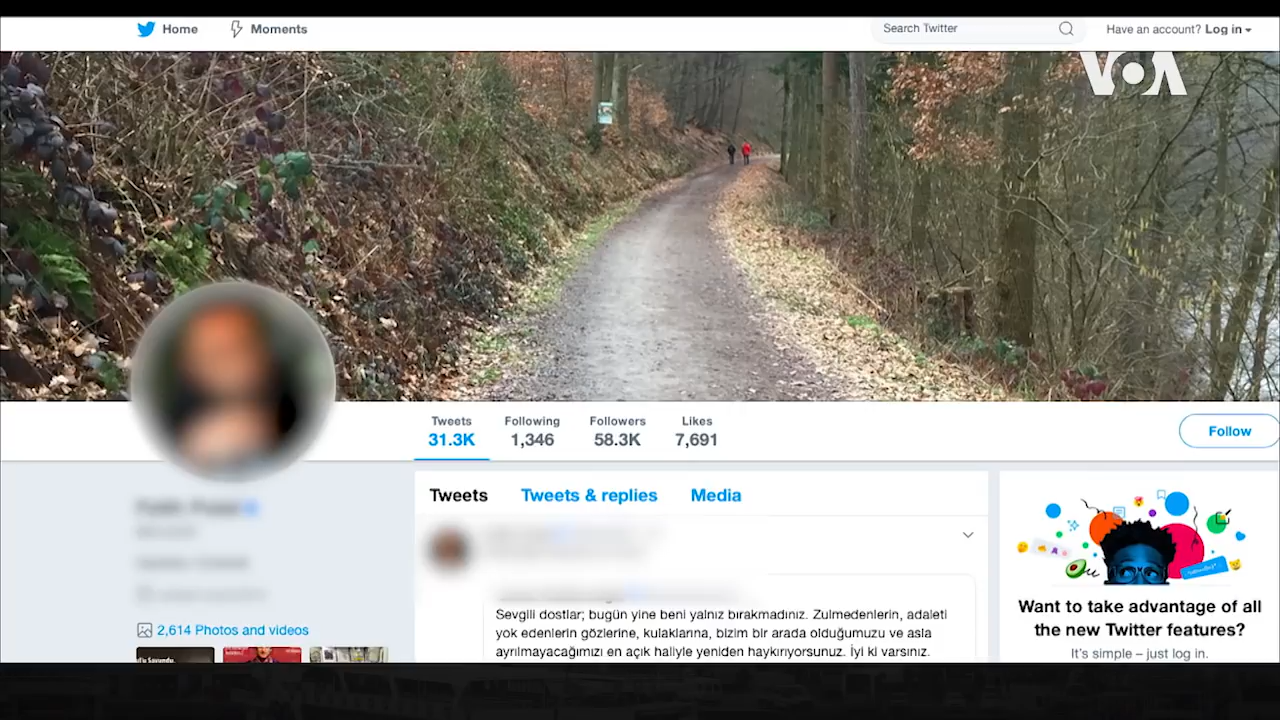 Home Moments Search Twitter Have an account? Log in
VOA
Tweets Following Followers Likes
31.3K 1,346 58.3K 7,691
Follow
Tweets Tweets & replies Media
Sevgili dostlar; bugün yine beni yalnız bırakmadınız. Zulmedenlerin, adaleti
yok edenlerin gözlerine, kulaklarına, bizim bir arada olduğumuzu ve asla
ayrılmayacağımızı en açık haliyle yeniden haykırıyorsunuz. İyi ki varsınız.
2,614 Photos and videos
Want to take advantage of all
the new Twitter features?
It's simple – just log in.